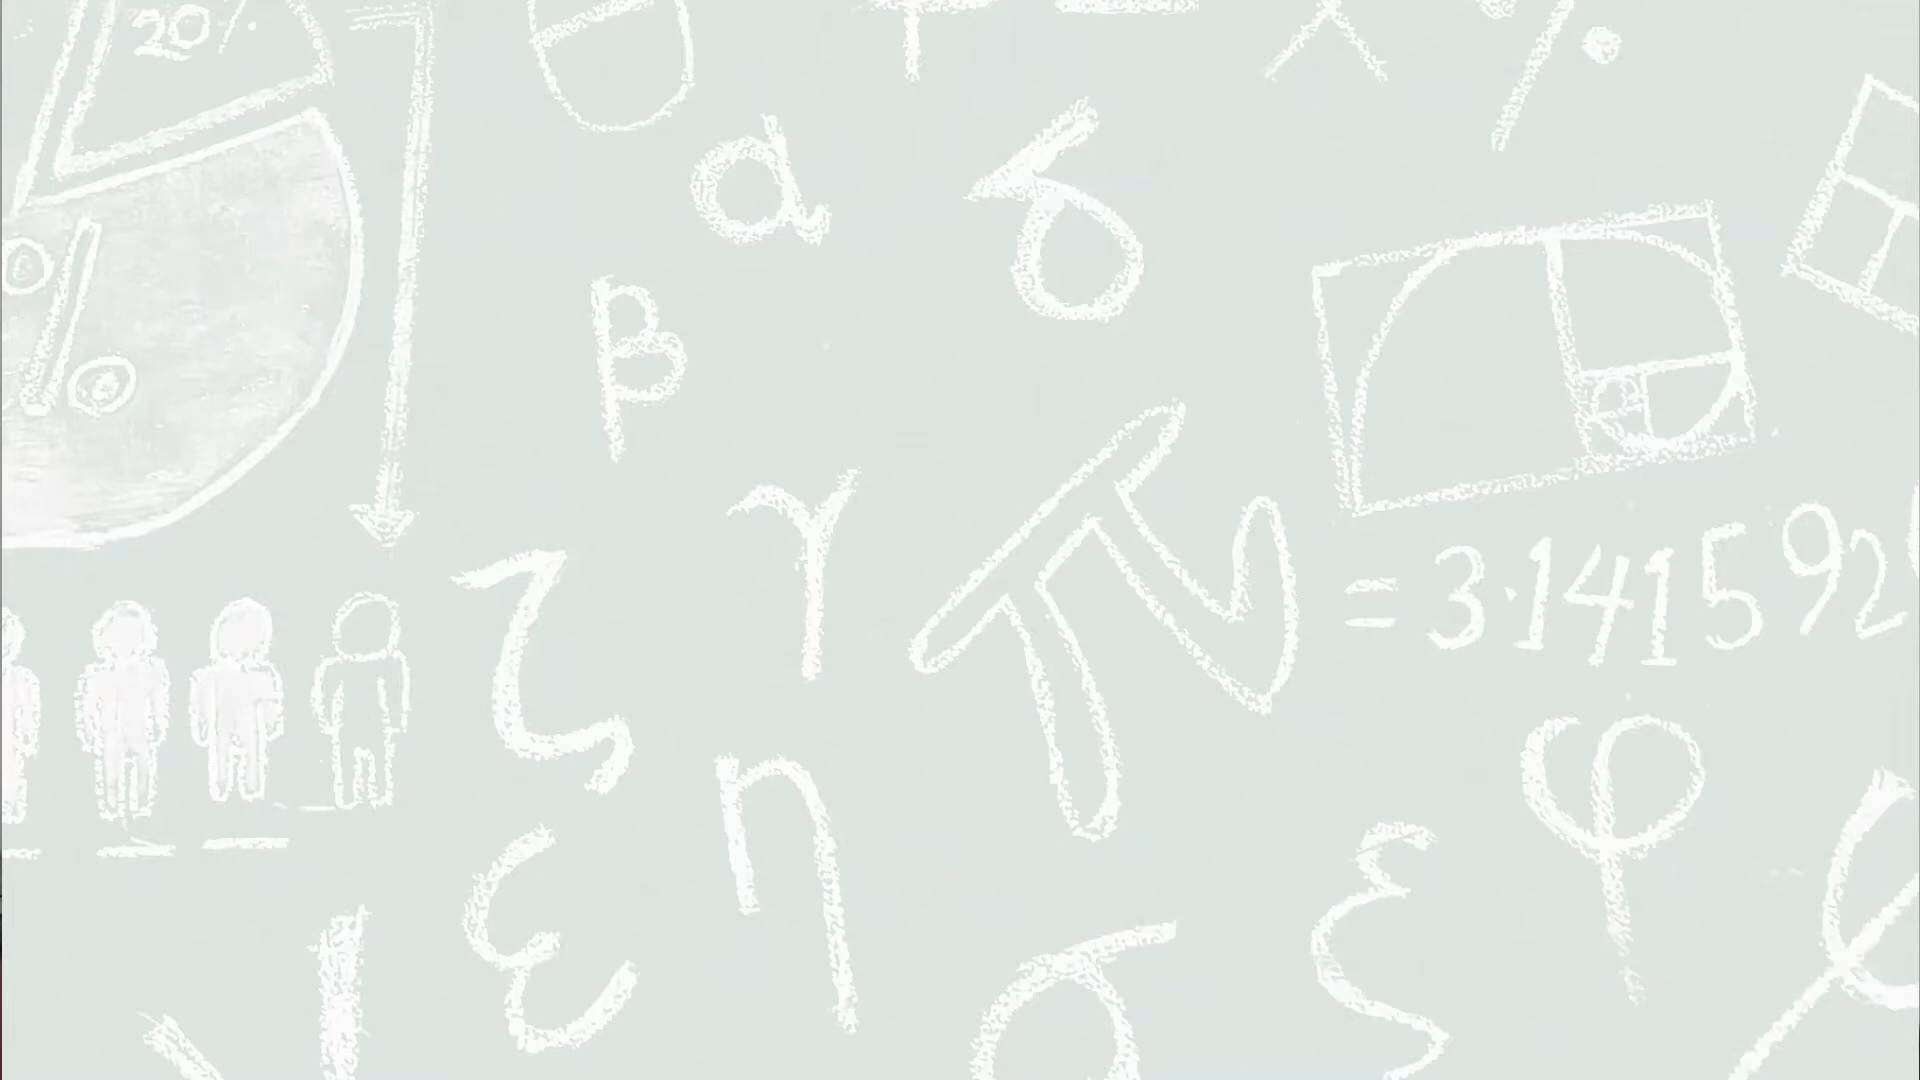 20%
θ + − × %
α δ
%
β
γ π = 3·141592
ζ
η φ
ε ξ
σ